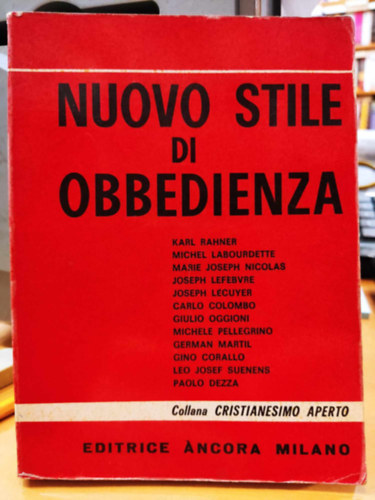 NUOVO STILE
DI
OBBEDIENZA
KARL RAHNER
MICHEL LABOURDETTE
MARIE JOSEPH NICOLAS
JOSEPH LEFEBVRE
JOSEPH LECUYER
CARLO COLOMBO
GIULIO OGGIONI
MICHELE PELLEGRINO
GERMAN MARTIL
GINO CORALLO
LEO JOSEF SUENENS
PAOLO DEZZA
Collana CRISTIANESIMO APERTO
EDITRICE ÀNCORA MILANO